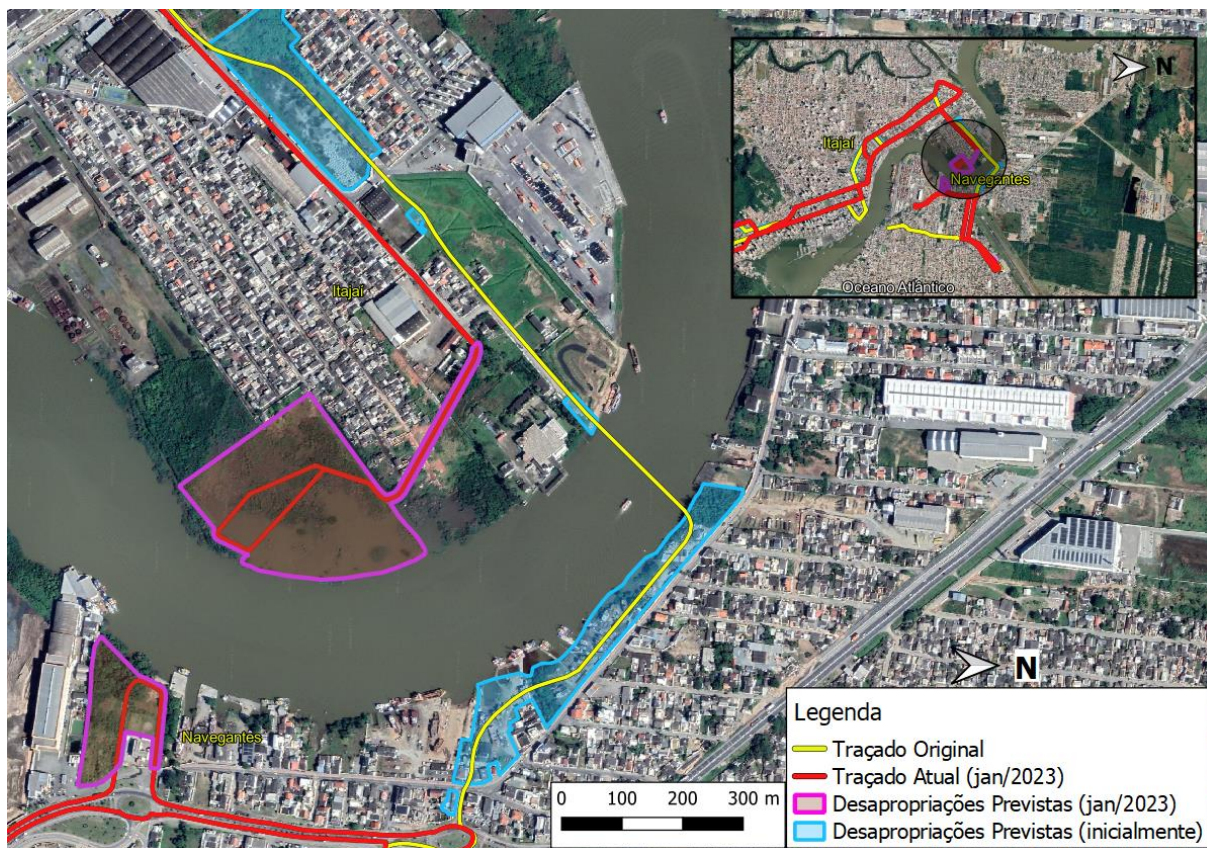 N
Itajaí
Navegantes
Oceano Atlântico
Itajaí
N
Navegantes
Legenda
Traçado Original
Traçado Atual (jan/2023)
Desapropriações Previstas (jan/2023)
Desapropriações Previstas (inicialmente)
0 100 200 300 m